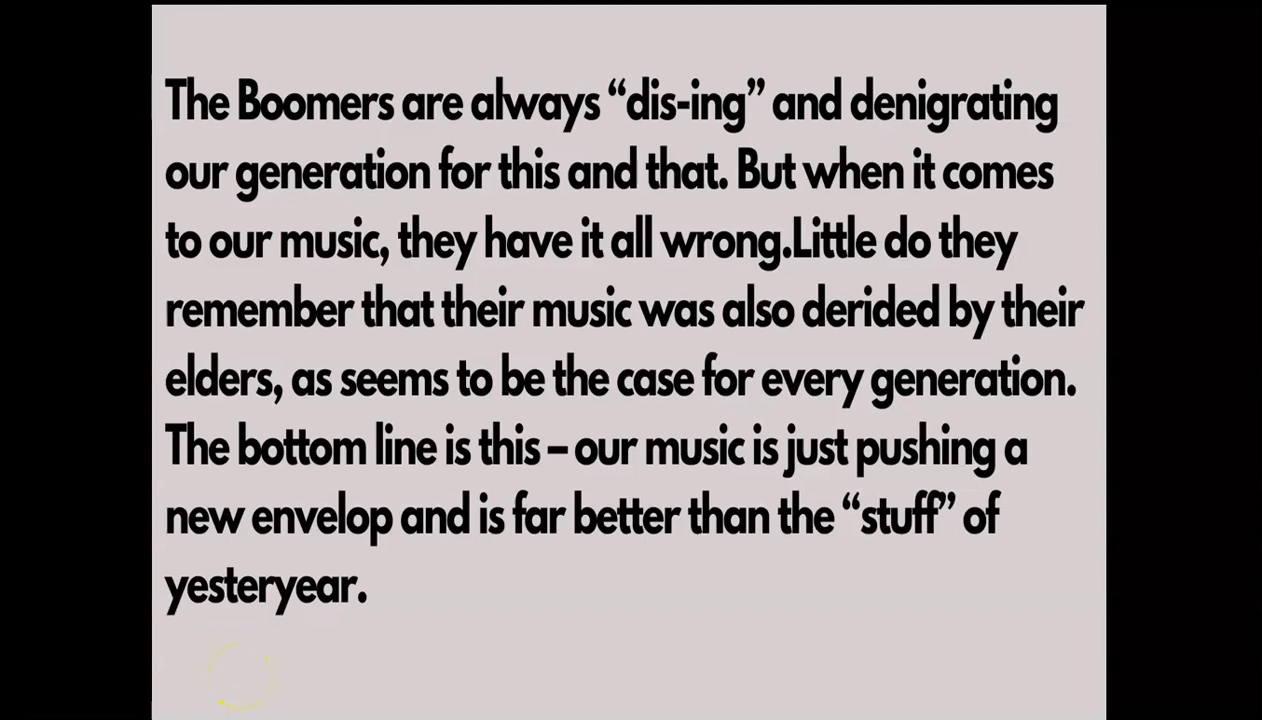 The Boomers are always “dis-ing” and denigrating
our generation for this and that. But when it comes
to our music, they have it all wrong.Little do they
remember that their music was also derided by their
elders, as seems to be the case for every generation.
The bottom line is this – our music is just pushing a
new envelop and is far better than the “stuff” of
yesteryear.